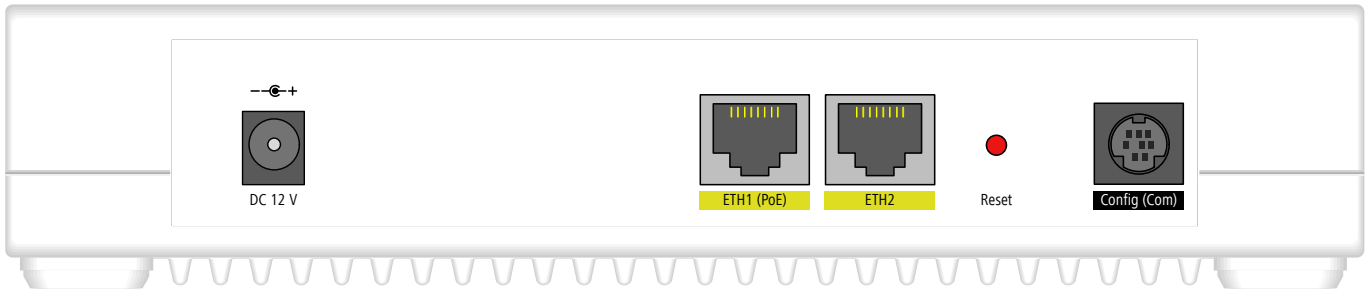 DC 12 V
ETH1 (PoE)
ETH2
Reset
Config (Com)